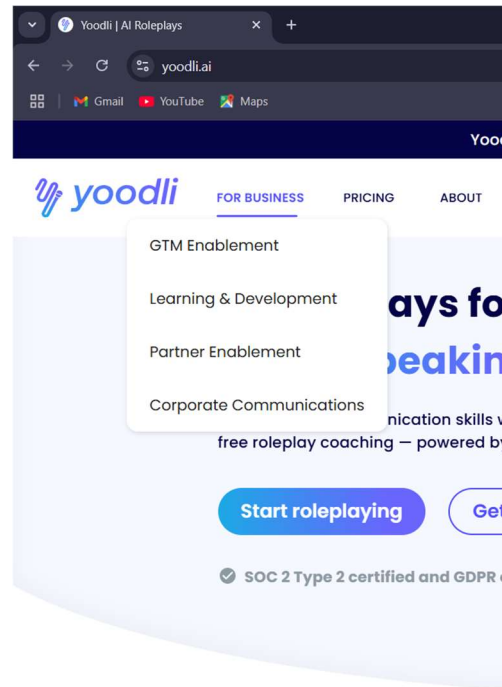 Yoodli | AI Roleplays
yoodli.ai
Gmail YouTube Maps
yoodli FOR BUSINESS PRICING ABOUT
GTM Enablement
Learning & Development
Partner Enablement
Corporate Communications
free roleplay coaching — powered
Start roleplaying
SOC 2 Type 2 certified and GDPR